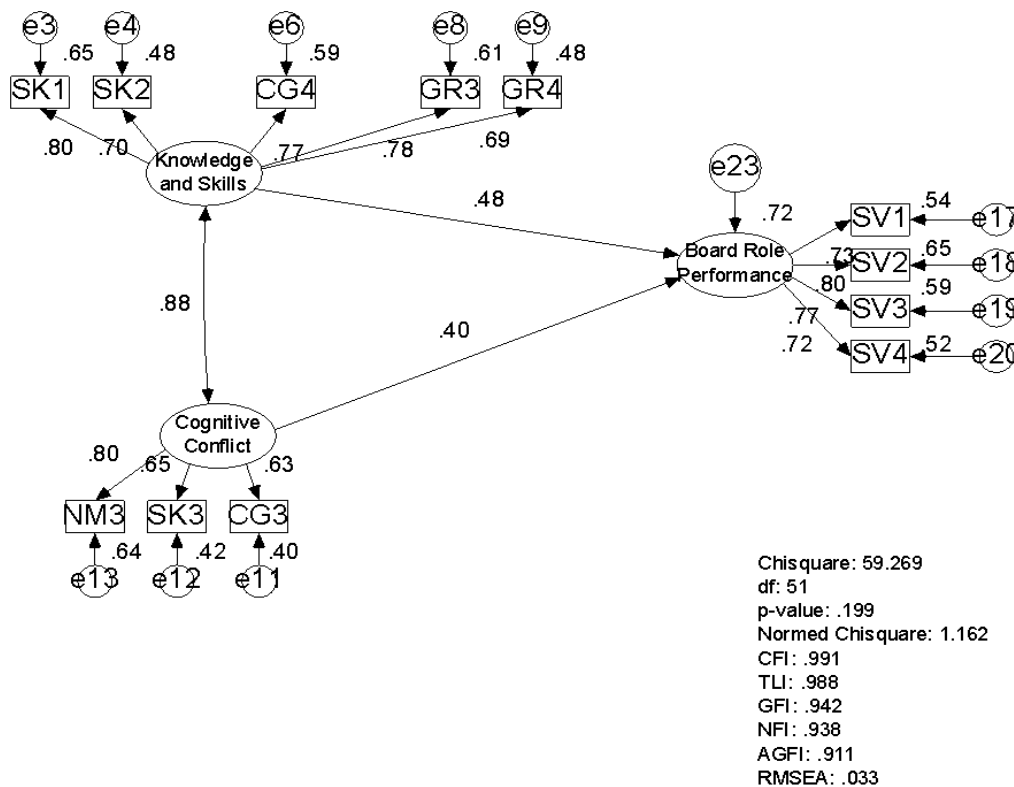 e3 e4 e6 e8 e9
.65 .48 .59 .61 .48
SK1 SK2 CG4 GR3 GR4
.80 .70 .77 .78 .69
Knowledge
and Skills
e23
.48
.72
.54
SV1 e17
Board Role
Performance
.73
.65
SV2 e18
.80
.59
SV3 e19
.77
.72
.52
SV4 e20
.88
.40
Cognitive
Conflict
.80 .65 .63
NM3 SK3 CG3
.64 .42 .40
e13 e12 e11
Chisquare: 59.269
df: 51
p-value: .199
Normed Chisquare: 1.162
CFI: .991
TLI: .988
GFI: .942
NFI: .938
AGFI: .911
RMSEA: .033